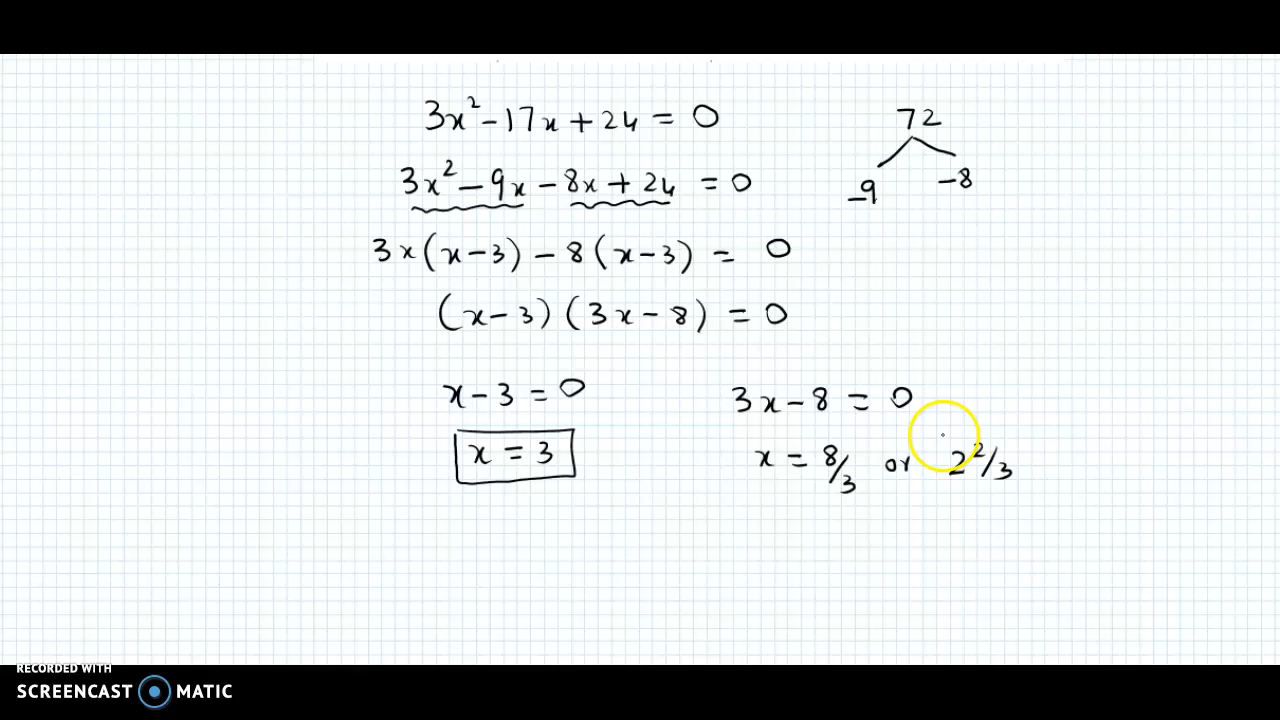 3x² - 17x + 24 = 0
72
3x² - 9x - 8x + 24 = 0
-9 -8
3x(x-3) - 8(x-3) = 0
(x-3)(3x-8) = 0
x - 3 = 0
3x - 8 = 0
x = 3
x = 8/3 or 2 2/3
RECORDED WITH
SCREENCAST MATIC